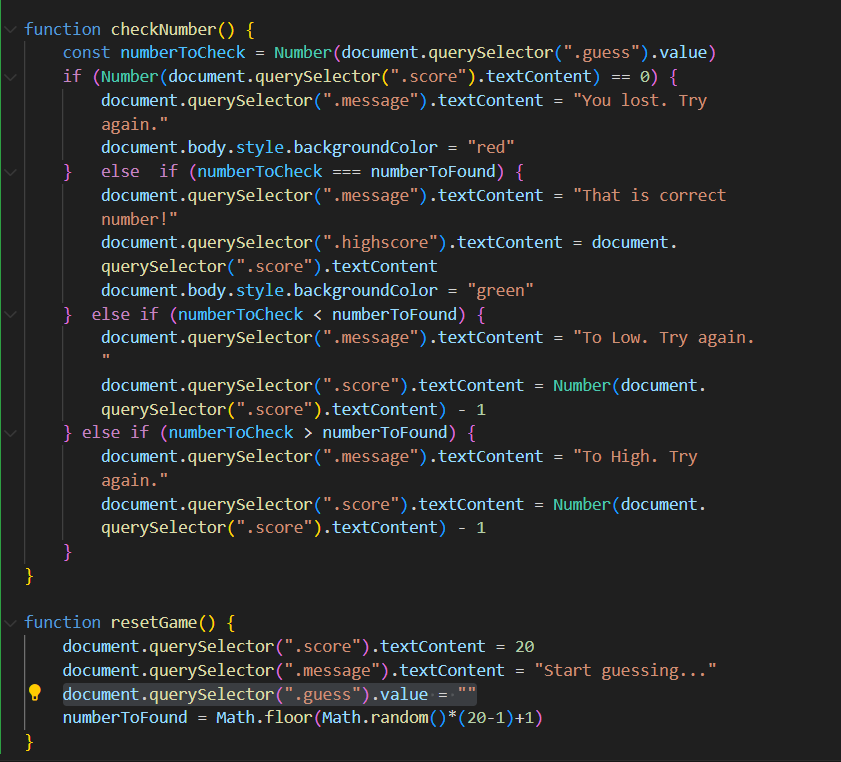 function checkNumber() {
const numberToCheck = Number(document.querySelector(".guess").value)
if (Number(document.querySelector(".score").textContent) == 0) {
document.querySelector(".message").textContent = "You lost. Try
again."
document.body.style.backgroundColor = "red"
}   else  if (numberToCheck === numberToFound) {
document.querySelector(".message").textContent = "That is correct
number!"
document.querySelector(".highscore").textContent = document.
querySelector(".score").textContent
document.body.style.backgroundColor = "green"
}  else if (numberToCheck < numberToFound) {
document.querySelector(".message").textContent = "To Low. Try again.
"
document.querySelector(".score").textContent = Number(document.
querySelector(".score").textContent) - 1
} else if (numberToCheck > numberToFound) {
document.querySelector(".message").textContent = "To High. Try
again."
document.querySelector(".score").textContent = Number(document.
querySelector(".score").textContent) - 1
}
}
function resetGame() {
document.querySelector(".score").textContent = 20
document.querySelector(".message").textContent = "Start guessing..."
document.querySelector(".guess").value = ""
numberToFound = Math.floor(Math.random()*(20-1)+1)
}